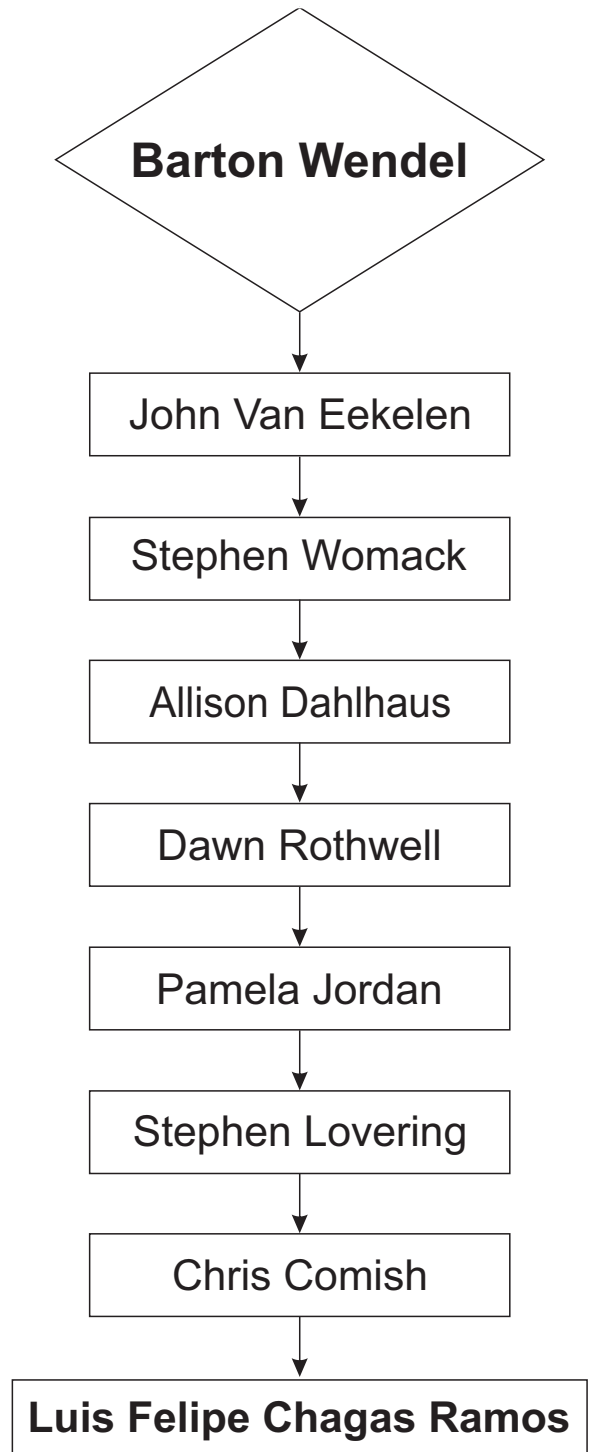 Barton Wendel
John Van Eekelen
Stephen Womack
Allison Dahlhaus
Dawn Rothwell
Pamela Jordan
Stephen Lovering
Chris Comish
Luis Felipe Chagas Ramos